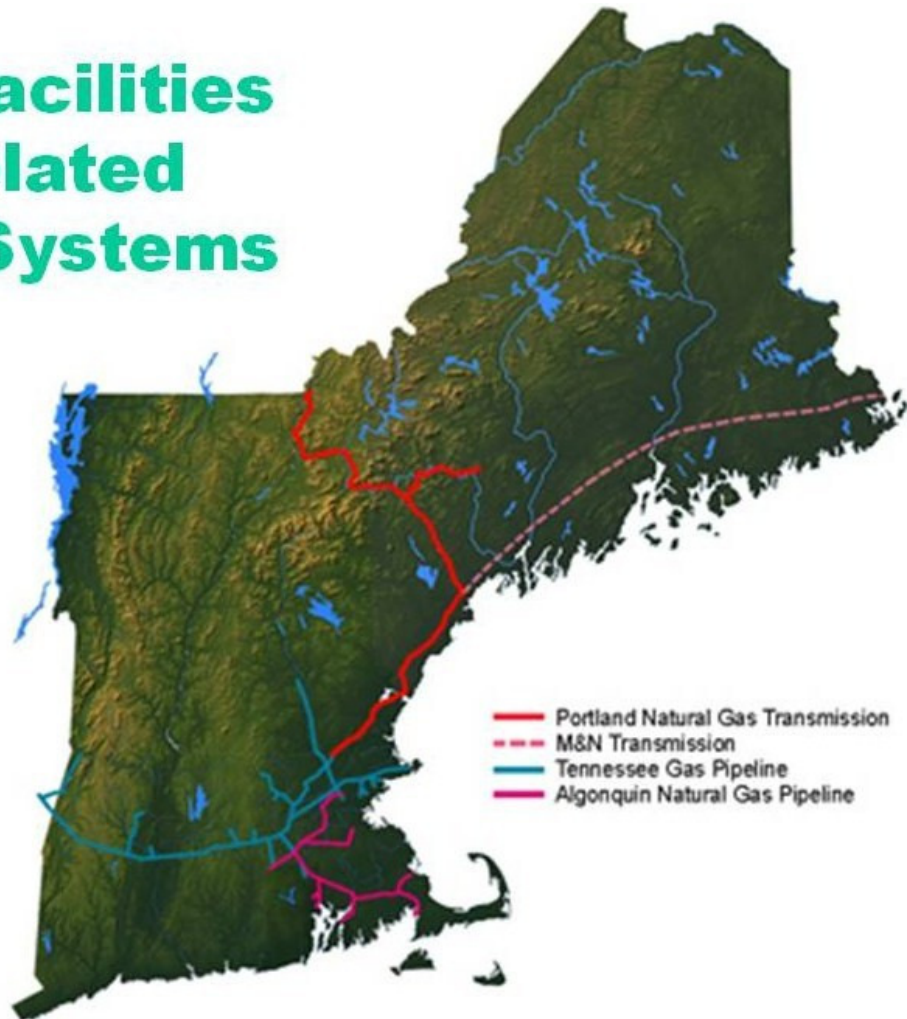 acilities
lated
Systems
Portland Natural Gas Transmission
M&N Transmission
Tennessee Gas Pipeline
Algonquin Natural Gas Pipeline